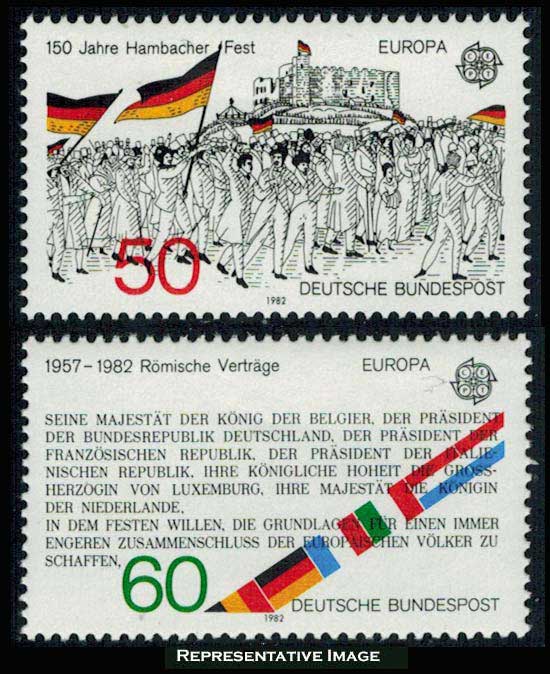 150 Jahre Hambacher Fest EUROPA CEPT
50
1982
DEUTSCHE BUNDESPOST
1957–1982 Römische Verträge EUROPA CEPT
SEINE MAJESTÄT DER KÖNIG DER BELGIER, DER PRÄSIDENT
DER BUNDESREPUBLIK DEUTSCHLAND, DER PRÄSIDENT DER
FRANZÖSISCHEN REPUBLIK, DER PRÄSIDENT DER ITALIE-
NISCHEN REPUBLIK, IHRE KÖNIGLICHE HOHEIT DIE GROSS-
HERZOGIN VON LUXEMBURG, IHRE MAJESTÄT DIE KÖNIGIN
DER NIEDERLANDE,
IN DEM FESTEN WILLEN, DIE GRUNDLAGEN FÜR EINEN IMMER
ENGEREN ZUSAMMENSCHLUSS DER EUROPÄISCHEN VÖLKER ZU
SCHAFFEN,
60
1982
DEUTSCHE BUNDESPOST
REPRESENTATIVE IMAGE